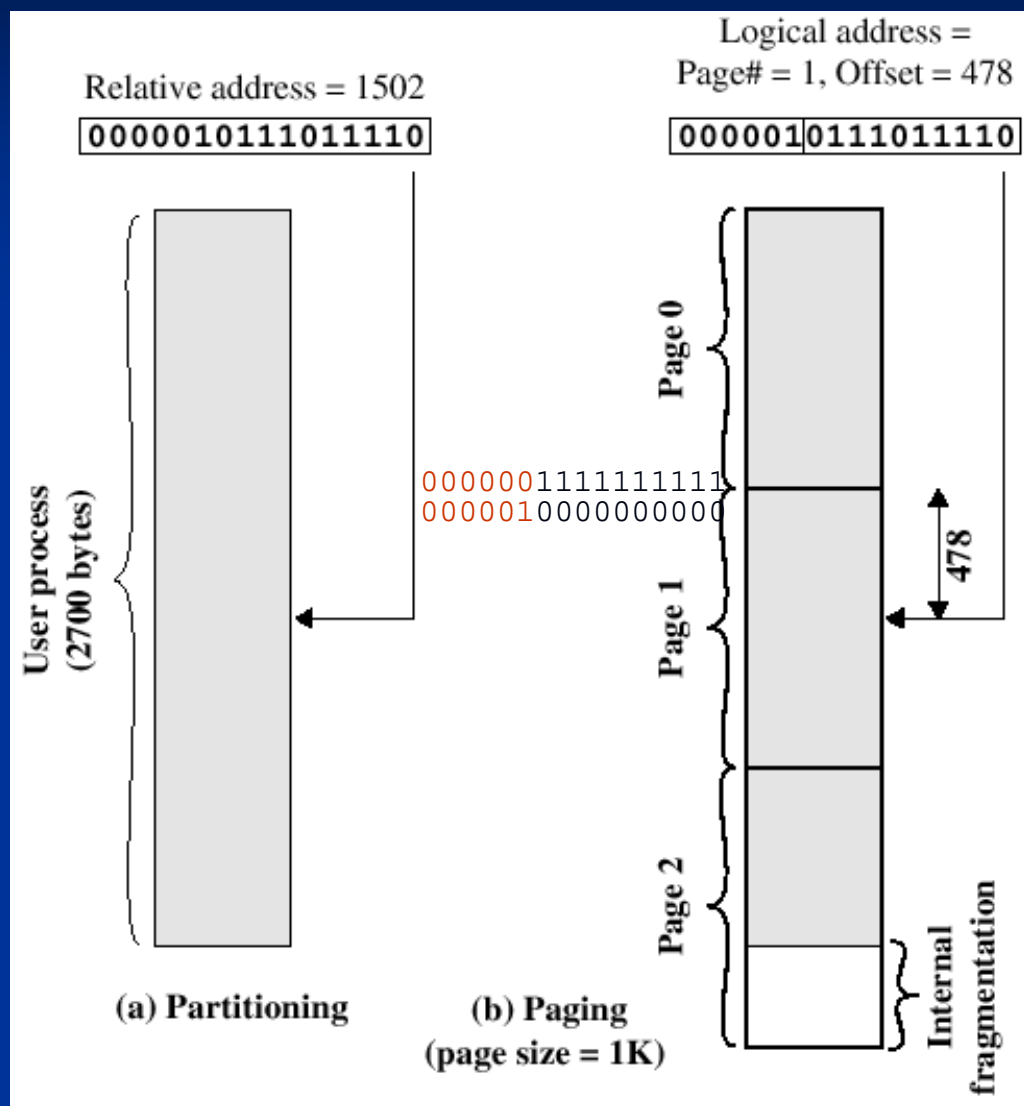 Relative address = 1502
0000010111011110
User process
(2700 bytes)
(a) Partitioning
0000001111111111
0000010000000000
Logical address =
Page# = 1, Offset = 478
000001 0111011110
Page 0
Page 1
478
Page 2
Internal
fragmentation
(b) Paging
(page size = 1K)